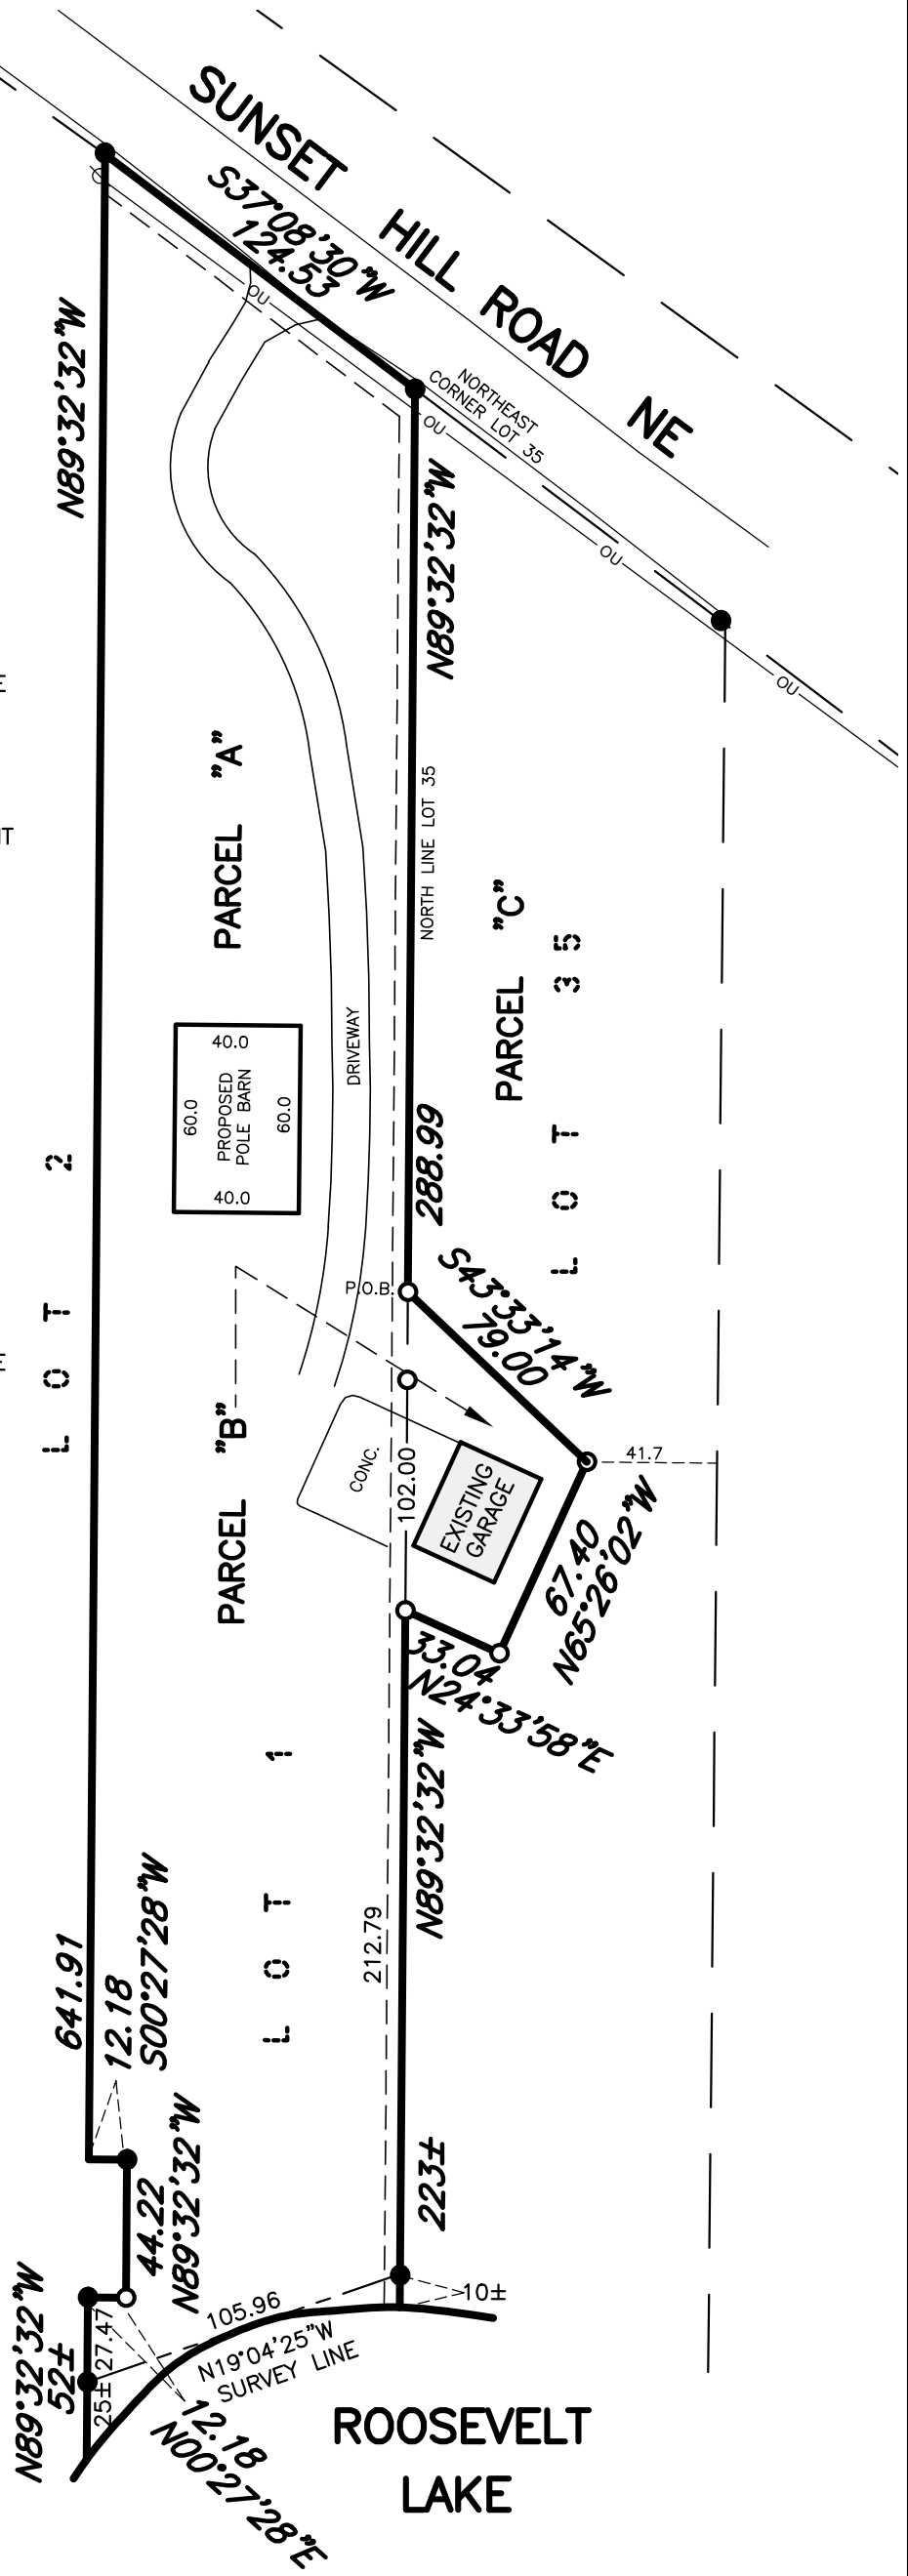 SUNSET HILL ROAD NE
S37°08'30"W
124.53
OU
NORTHEAST
CORNER LOT 35
OU
OU
OU
N89°32'32"W
N89°32'32"W
E
NORTH LINE LOT 35
PARCEL "A"
NT
PARCEL "C"
LOT 35
DRIVEWAY
40.0
60.0
PROPOSED
POLE BARN
60.0
40.0
LOT 2
288.99
P.O.B.
S43°33'14"W
79.00
E
PARCEL "B"
CONC.
102.00
EXISTING
GARAGE
41.7
67.40
N65°26'02"W
33.04
N24°33'58"E
N89°32'32"W
LOT 1
212.79
641.91
12.18
S00°27'28"W
223±
44.22
N89°32'32"W
10±
105.96
N19°04'25"W
SURVEY LINE
N89°32'32"W
52±
27.47
25±
12.18
N00°27'28"E
ROOSEVELT
LAKE